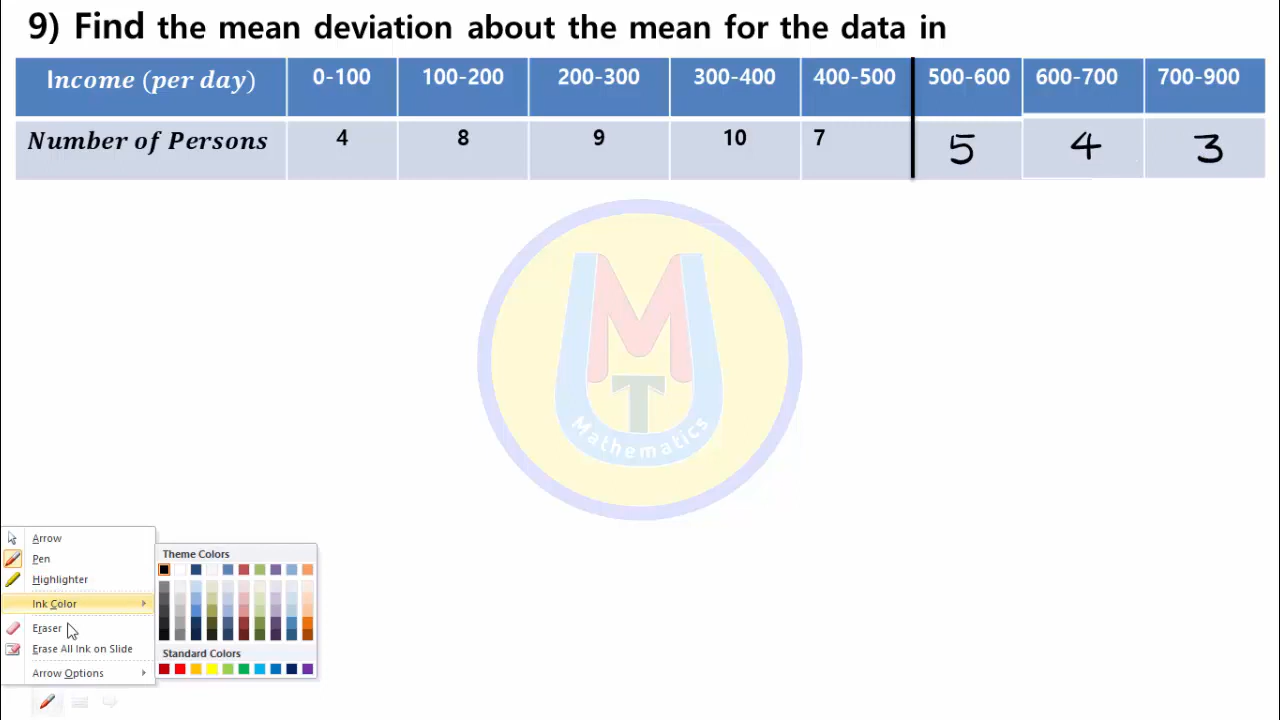 9) Find the mean deviation about the mean for the data in
Income (per day) 0-100 100-200 200-300 300-400 400-500 500-600 600-700 700-900
Number of Persons 4 8 9 10 7 5 4 3
M
T
Mathematics
Arrow
Pen
Highlighter
Ink Color
Eraser
Erase All Ink on Slide
Arrow Options
Theme Colors
Standard Colors